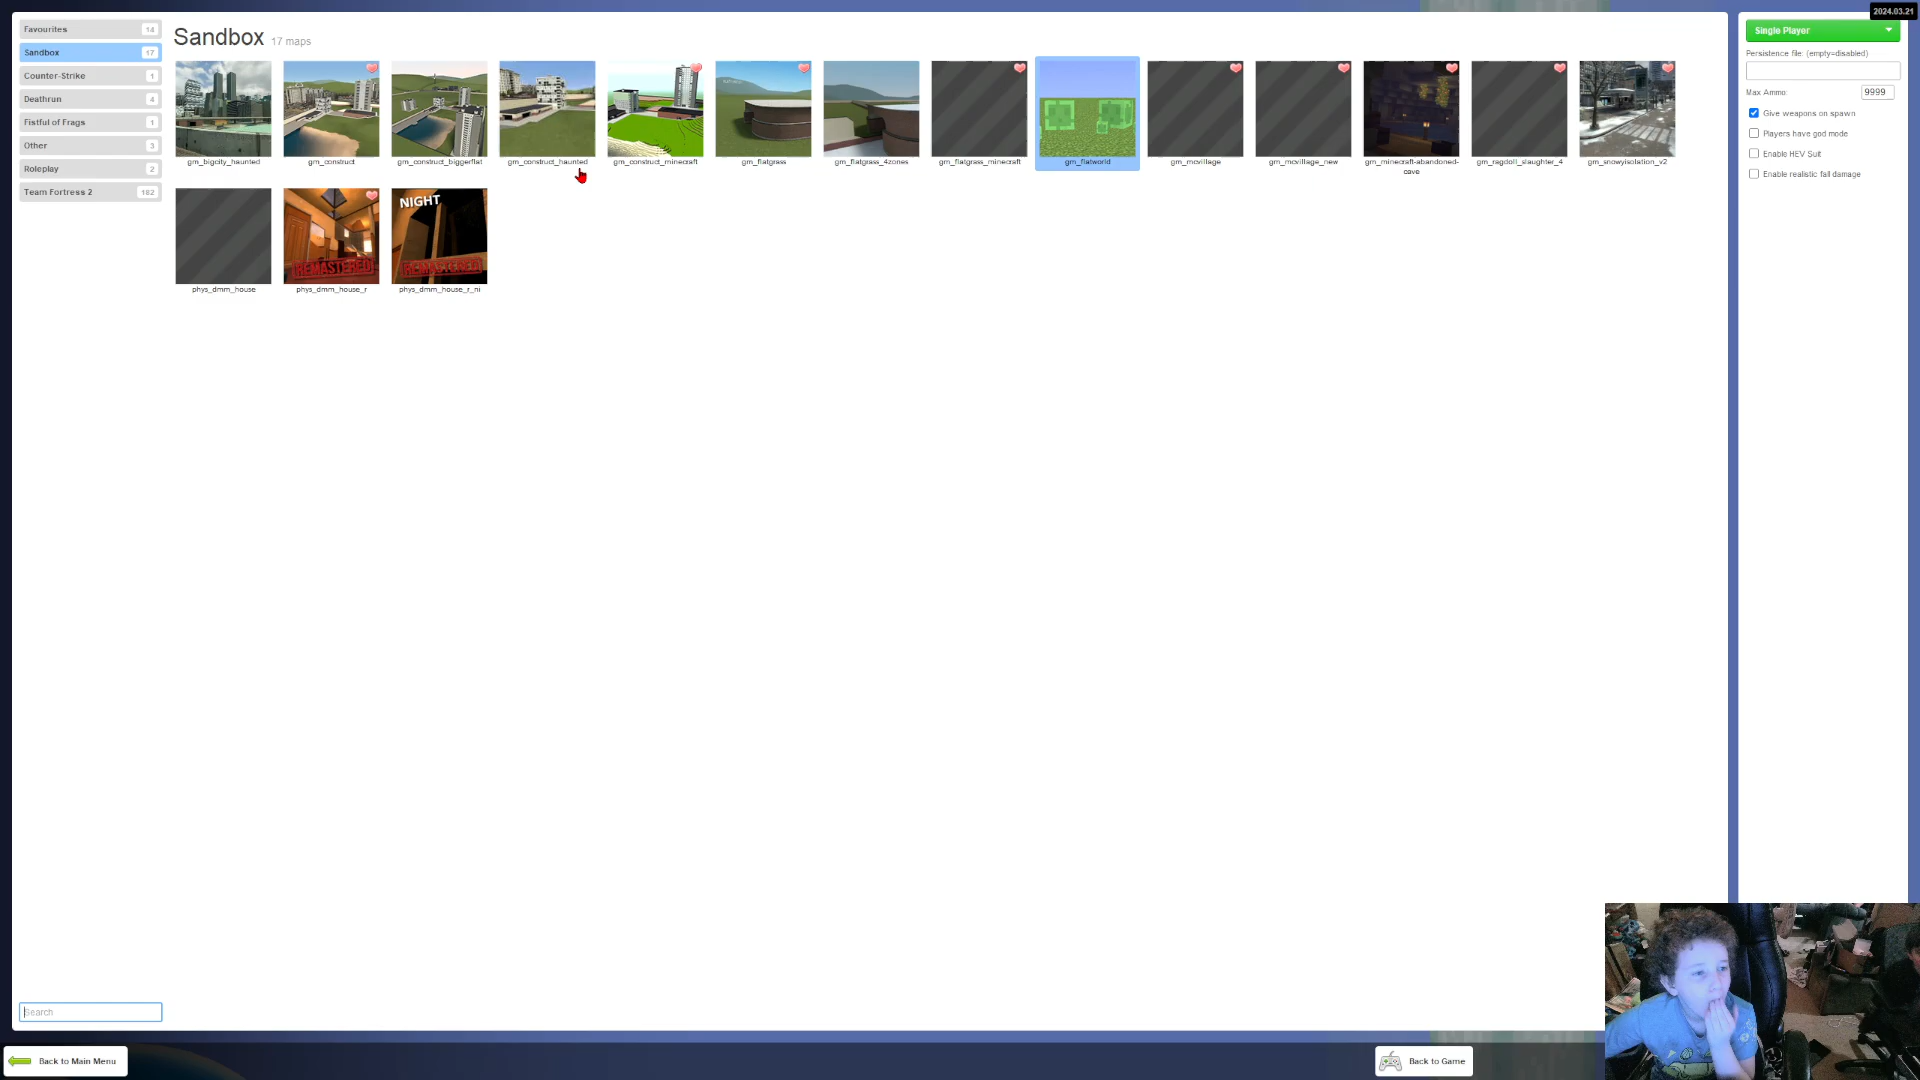 2024.03.21
Favourites 14
Sandbox 17
Counter-Strike 1
Deathrun 4
Fistful of Frags 1
Other 3
Roleplay 2
Team Fortress 2 182
Sandbox 17 maps
gm_bigcity_haunted
gm_construct
gm_construct_biggerflat
gm_construct_haunted
gm_construct_minecraft
gm_flatgrass
gm_flatgrass_4zones
gm_flatgrass_minecraft
gm_flatworld
gm_mcvillage
gm_mcvillage_new
gm_minecraft-abandoned-
cave
gm_ragdoll_slaughter_4
gm_snowyisolation_v2
phys_dmm_house
REMASTERED
phys_dmm_house_r
NIGHT
REMASTERED
phys_dmm_house_r_ni
Single Player
Persistence file: (empty=disabled)
Max Ammo: 9999
Give weapons on spawn
Players have god mode
Enable HEV Suit
Enable realistic fall damage
Search
Back to Main Menu
Back to Game